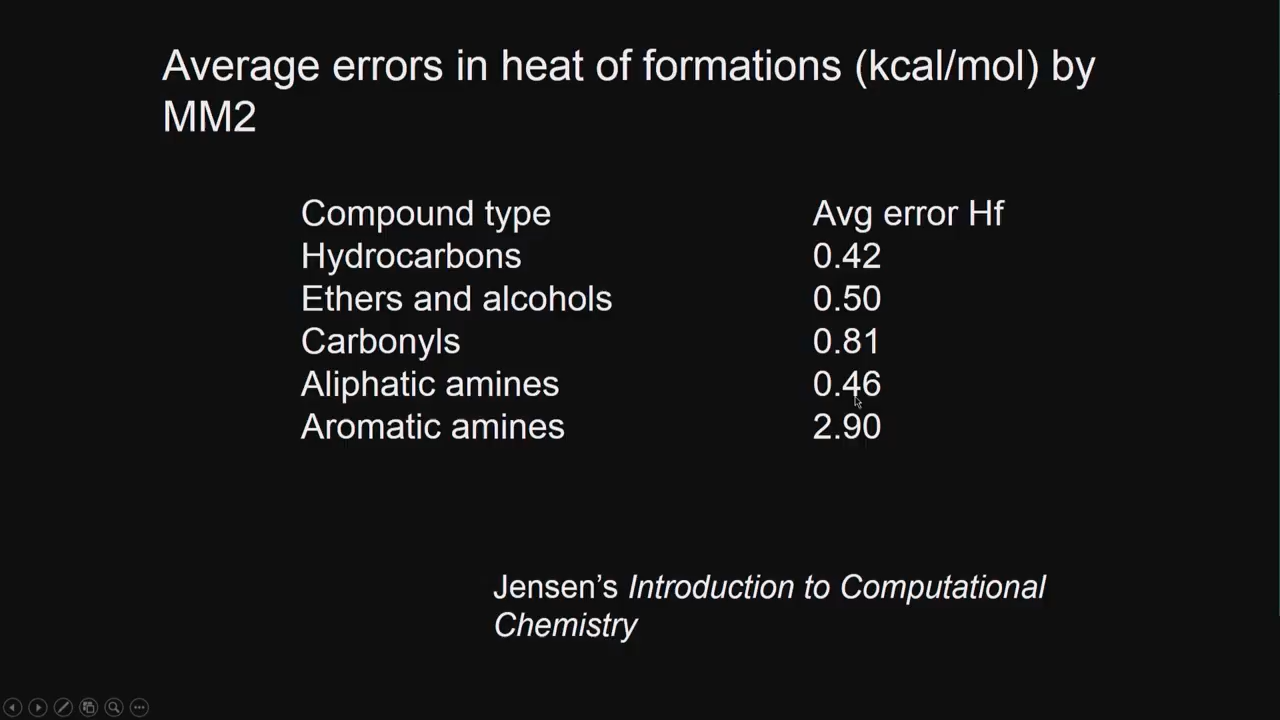 Average errors in heat of formations (kcal/mol) by
MM2
Compound type Avg error Hf
Hydrocarbons 0.42
Ethers and alcohols 0.50
Carbonyls 0.81
Aliphatic amines 0.46
Aromatic amines 2.90
Jensen’s Introduction to Computational
Chemistry